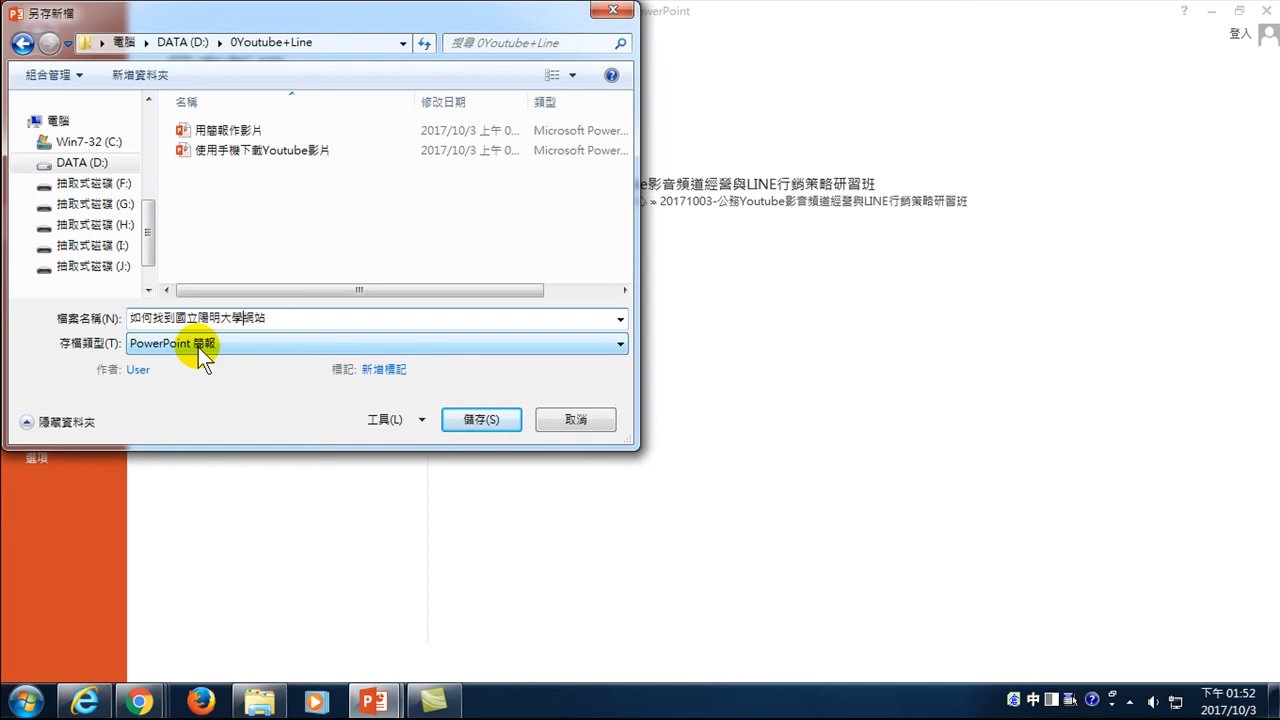 另存新檔
werPoint
電腦 ▸ DATA (D:) ▸ 0Youtube+Line
搜尋 0Youtube+Line
登入
組合管理
新增資料夾
名稱
修改日期
類型
電腦
Win7-32 (C:)
DATA (D:)
抽取式磁碟 (F:)
抽取式磁碟 (G:)
抽取式磁碟 (H:)
抽取式磁碟 (I:)
抽取式磁碟 (J:)
用簡報作影片
2017/10/3 上午 0...
Microsoft Power...
使用手機下載Youtube影片
2017/10/3 上午 0...
Microsoft Power...
e影音頻道經營與LINE行銷策略研習班
» 20171003-公務Youtube影音頻道經營與LINE行銷策略研習班
檔案名稱(N):
如何找到國立陽明大學網站
存檔類型(T):
PowerPoint 簡報
作者: User
標記: 新增標記
隱藏資料夾
工具(L)
儲存(S)
取消
選項
中
下午 01:52
2017/10/3